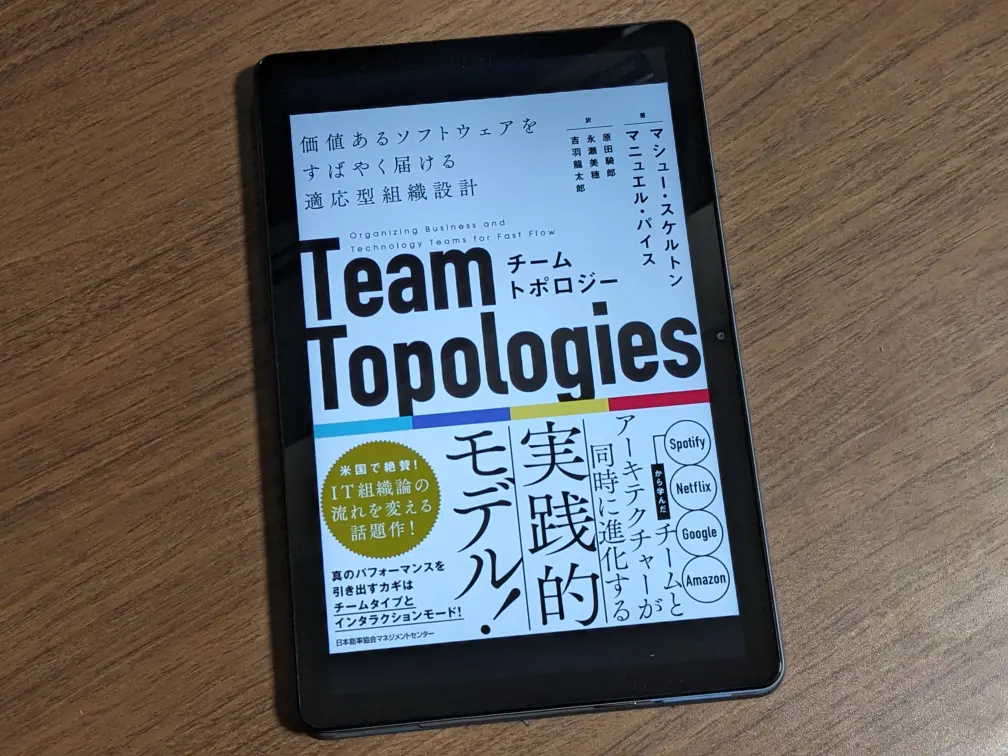 価値あるソフトウェアを
すばやく届ける
適応型組織設計
著
マシュー・スケルトン
マニュエル・パイス
訳
原田騎郎
永瀬美穂
吉羽龍太郎
Organizing Business and
Technology Teams for Fast Flow
Team
チーム
トポロジー
Topologies
Spotify
Netflix
Google
Amazon
から学んだ
チームと
アーキテクチャーが
同時に進化する
実践的
モデル！
米国で絶賛！
IT組織論の
流れを変える
話題作！
真のパフォーマンスを
引き出すカギは
チームタイプと
インタラクションモード！
日本能率協会マネジメントセンター